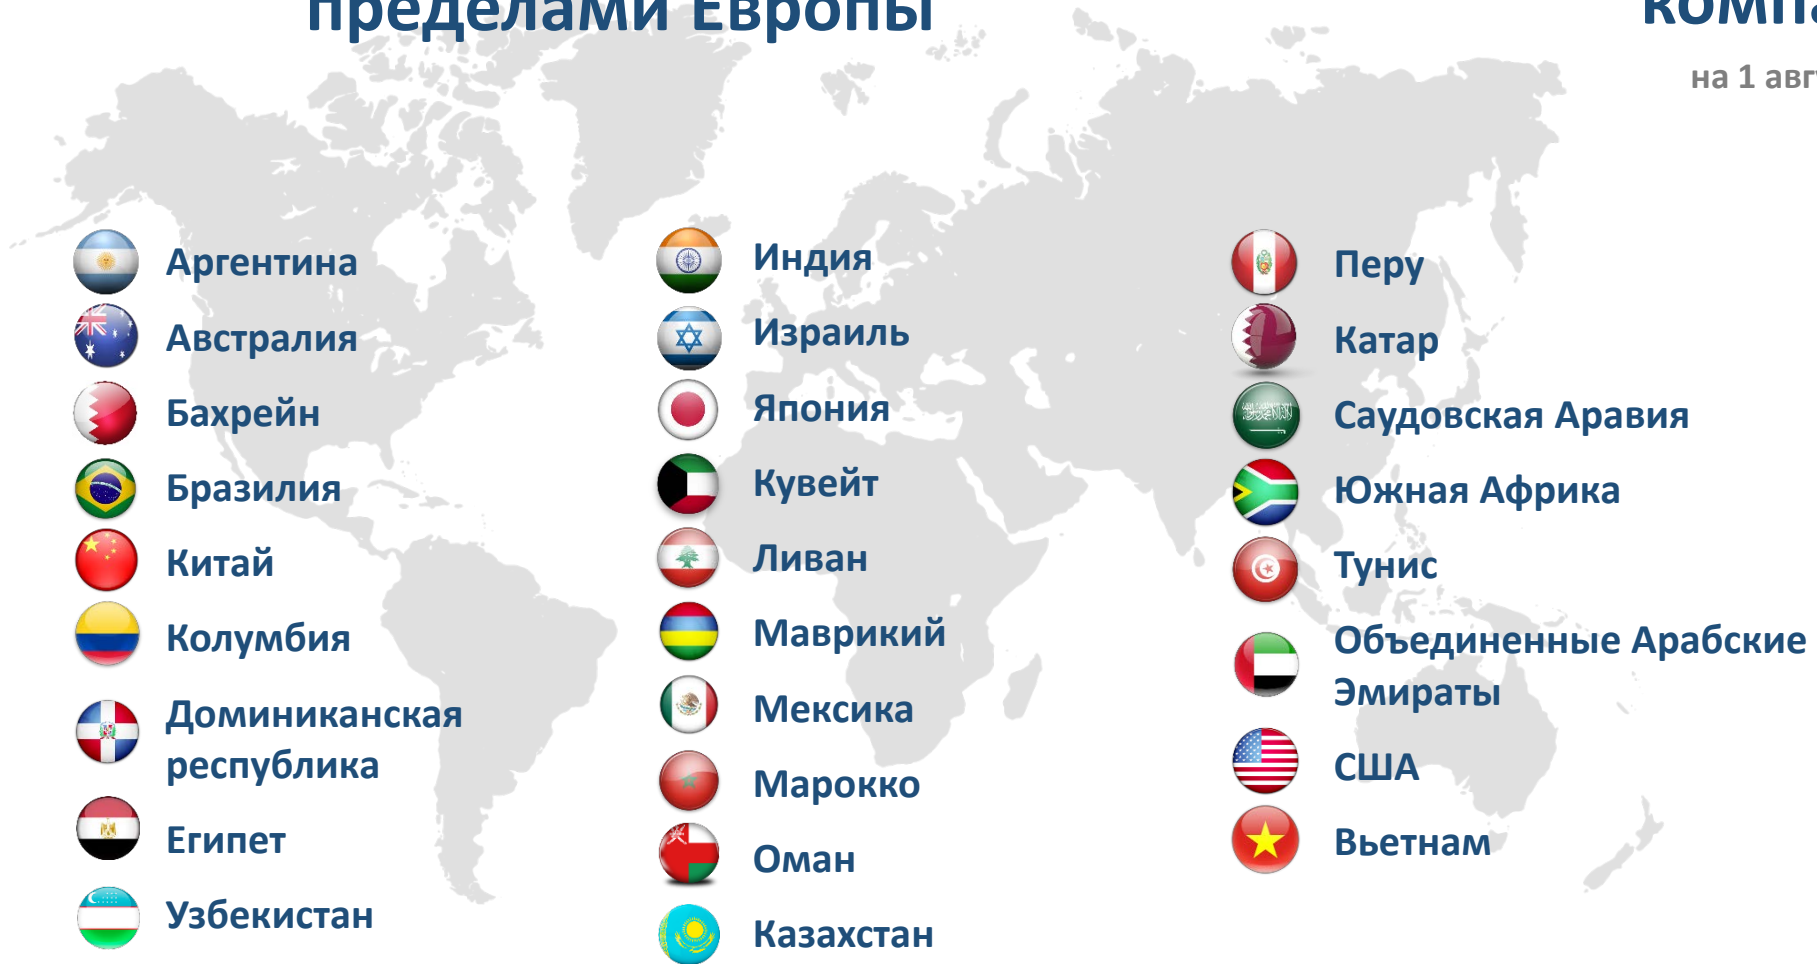 пределами Европы
на 1
Аргентина
Австралия
Бахрейн
Бразилия
Китай
Колумбия
Доминиканская
республика
Египет
Узбекистан
Индия
Израиль
Япония
Кувейт
Ливан
Маврикий
Мексика
Марокко
Оман
Казахстан
Перу
Катар
Саудовская Аравия
Южная Африка
Тунис
Объединенные Арабские
Эмираты
США
Вьетнам